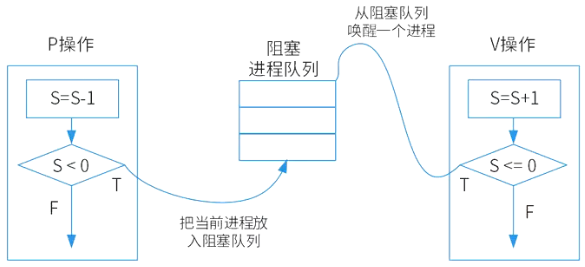 P操作
S=S-1
S < 0
T
F
把当前进程放
入阻塞队列
阻塞
进程队列
从阻塞队列
唤醒一个进程
V操作
S=S+1
S <= 0
T
F